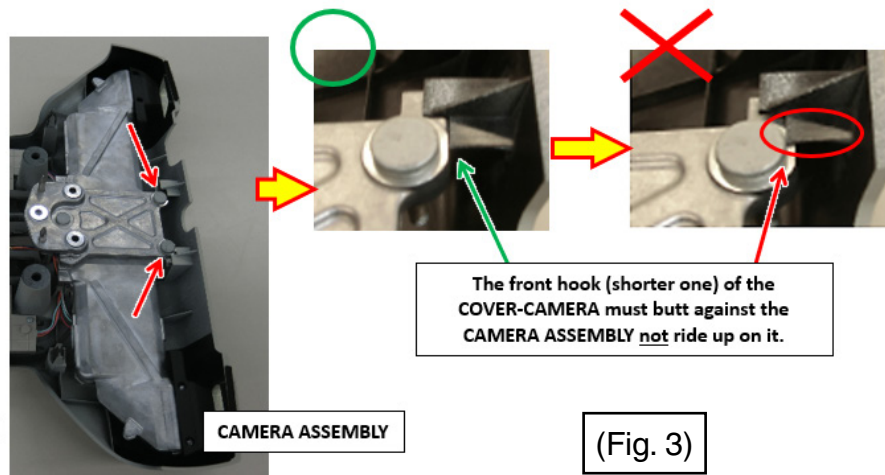 The front hook (shorter one) of the
COVER-CAMERA must butt against the
CAMERA ASSEMBLY not ride up on it.
CAMERA ASSEMBLY
(Fig. 3)